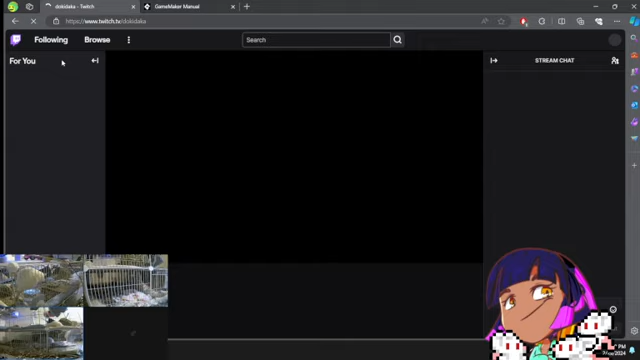 dokidaka - Twitch
GameMaker Manual
https://www.twitch.tv/dokidaka
Following
Browse
Search
For You
STREAM CHAT